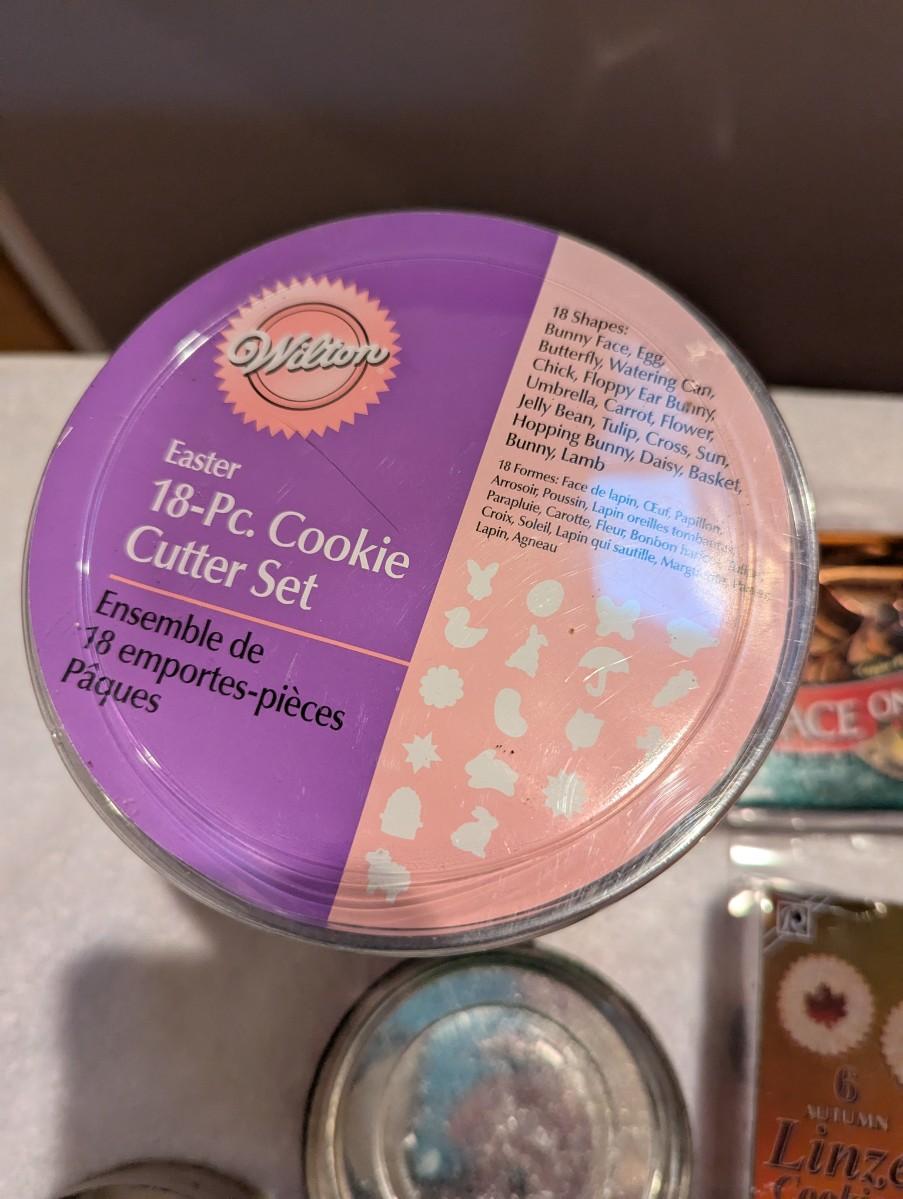 Wilton
Easter
18-Pc. Cookie
Cutter Set
Ensemble de
18 emportes-pièces
Pâques
18 Shapes:
Bunny Face, Egg,
Butterfly, Watering Can,
Chick, Floppy Ear Bunny,
Umbrella, Carrot, Flower,
Jelly Bean, Tulip, Cross, Sun,
Hopping Bunny, Daisy, Basket,
Bunny, Lamb
18 Formes: Face de lapin, Œuf, Papillon,
Arrosoir, Poussin, Lapin oreilles tombantes,
Parapluie, Carotte, Fleur, Bonbon
Croix, Soleil, Lapin qui sautille, Marguerite,
Lapin, Agneau
ACE ON
6
AUTUMN
Linze